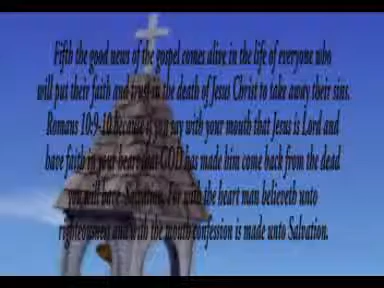 Fifth the good news of the gospel comes alive in the life of everyone who
will put their faith and trust in the death of Jesus Christ to take away their sins.
Romans 10:9-10 because if you say with your mouth that Jesus is Lord and
have faith in your heart that GOD has made him come back from the dead
you will have Salvation. For with the heart man believeth unto
righteousness and with the mouth confession is made unto Salvation.